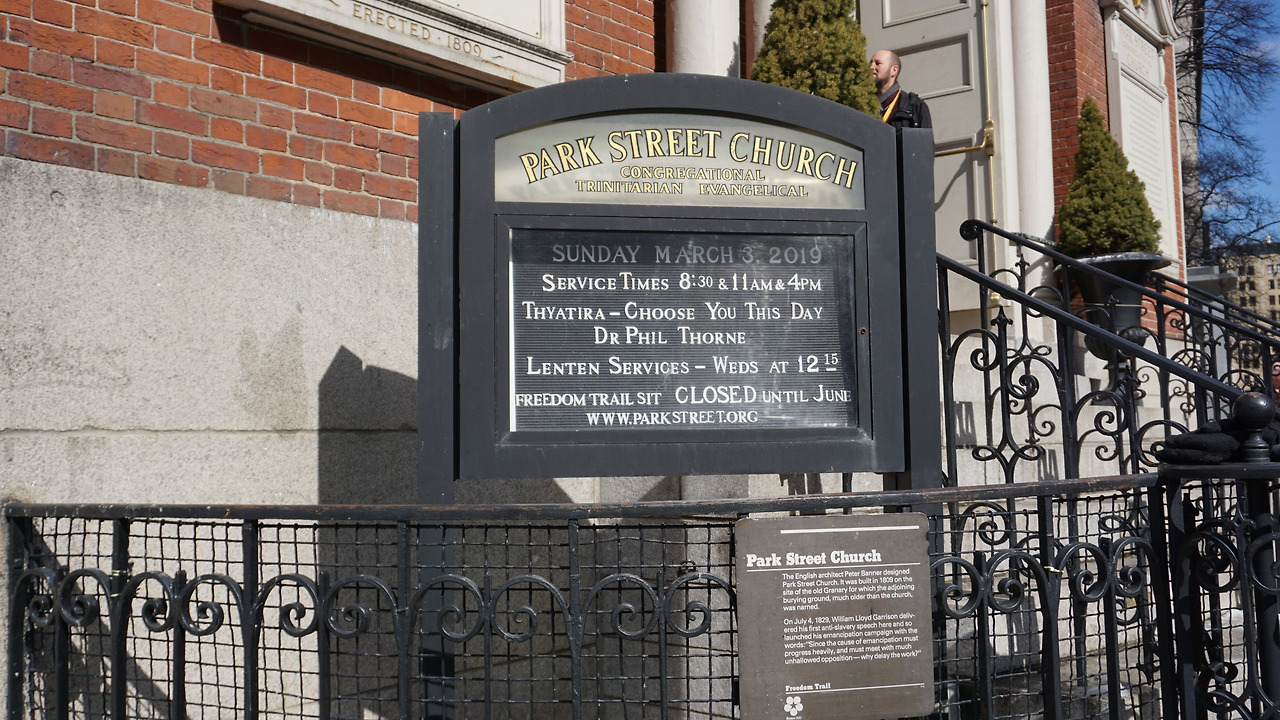 ERECTED · 1809
PARK STREET CHURCH
CONGREGATIONAL
TRINITARIAN EVANGELICAL
SUNDAY MARCH 3, 2019
SERVICE TIMES 8:30 & 11AM & 4PM
THYATIRA – CHOOSE YOU THIS DAY
DR PHIL THORNE
LENTEN SERVICES – WEDS AT 12 15
FREEDOM TRAIL SIT CLOSED UNTIL JUNE
WWW.PARKSTREET.ORG
Park Street Church
The English architect Peter Banner designed
Park Street Church. It was built in 1809 on the
site of the old Granary for which the adjoining
burying ground, much older than the church,
was named.
On July 4, 1829, William Lloyd Garrison deliv-
ered his first anti-slavery speech here and so
launched his emancipation campaign with the
words: "Since the cause of emancipation must
progress heavily, and must meet with much
unhallowed opposition—why delay the work?"
Freedom Trail